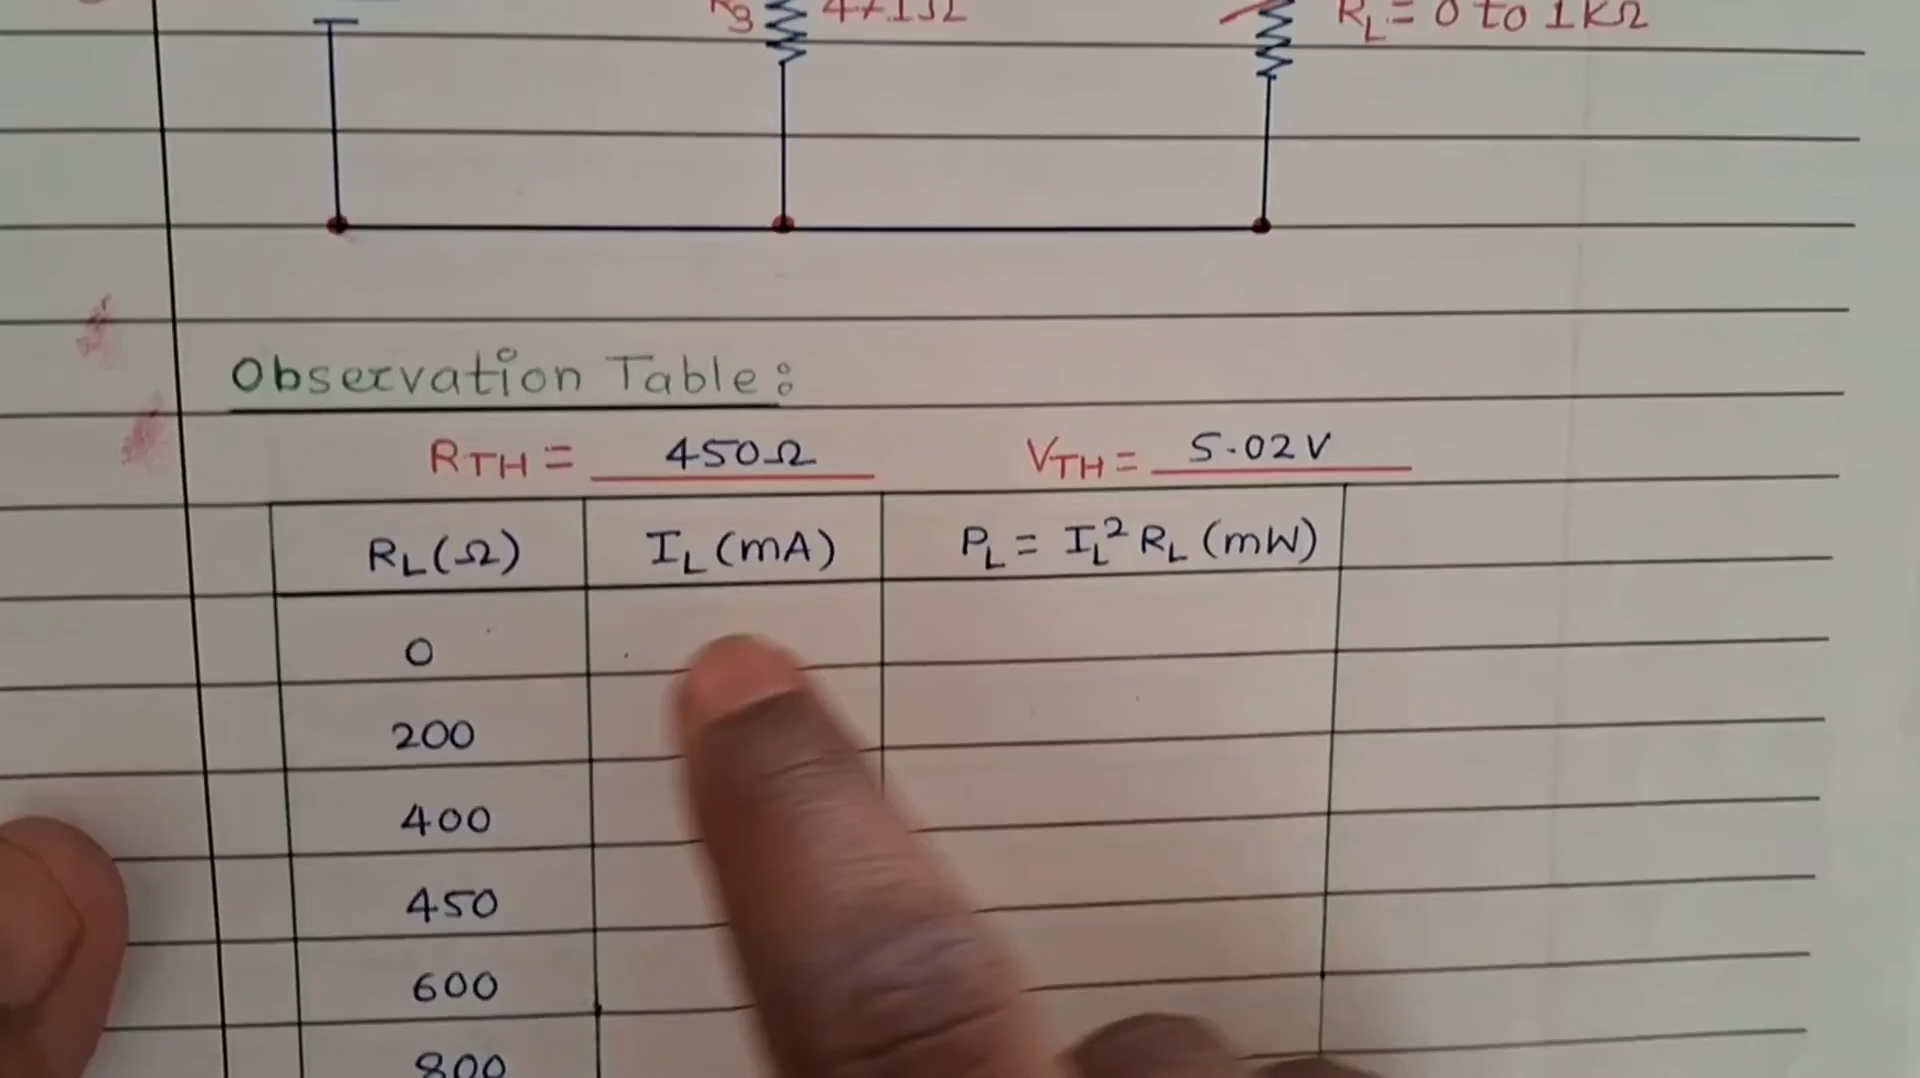 R3 471Ω RL = 0 to 1KΩ
Observation Table:
RTH = 450Ω VTH = 5.02V
RL(Ω) IL(mA) PL = IL² RL (mW)
0
200
400
450
600
800